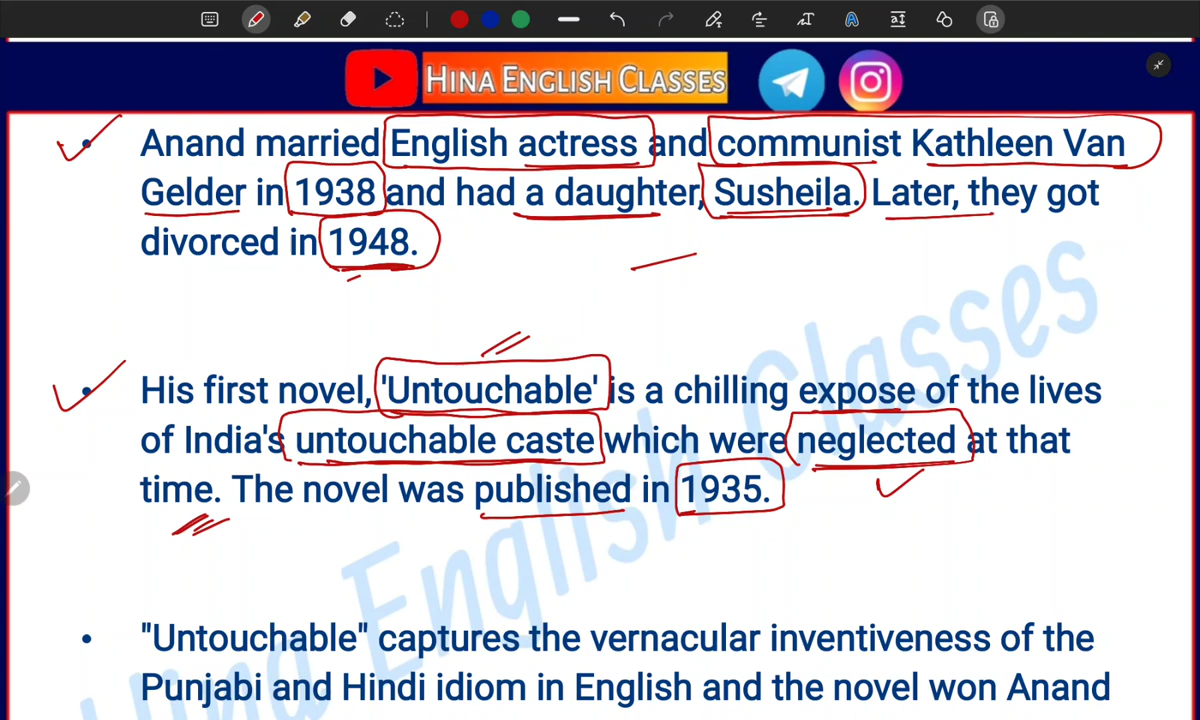 HINA ENGLISH CLASSES
• Anand married English actress and communist Kathleen Van
Gelder in 1938 and had a daughter, Susheila. Later, they got
divorced in 1948.
• His first novel, 'Untouchable' is a chilling expose of the lives
of India's untouchable caste which were neglected at that
time. The novel was published in 1935.
• "Untouchable" captures the vernacular inventiveness of the
Punjabi and Hindi idiom in English and the novel won Anand
Hina English Classes